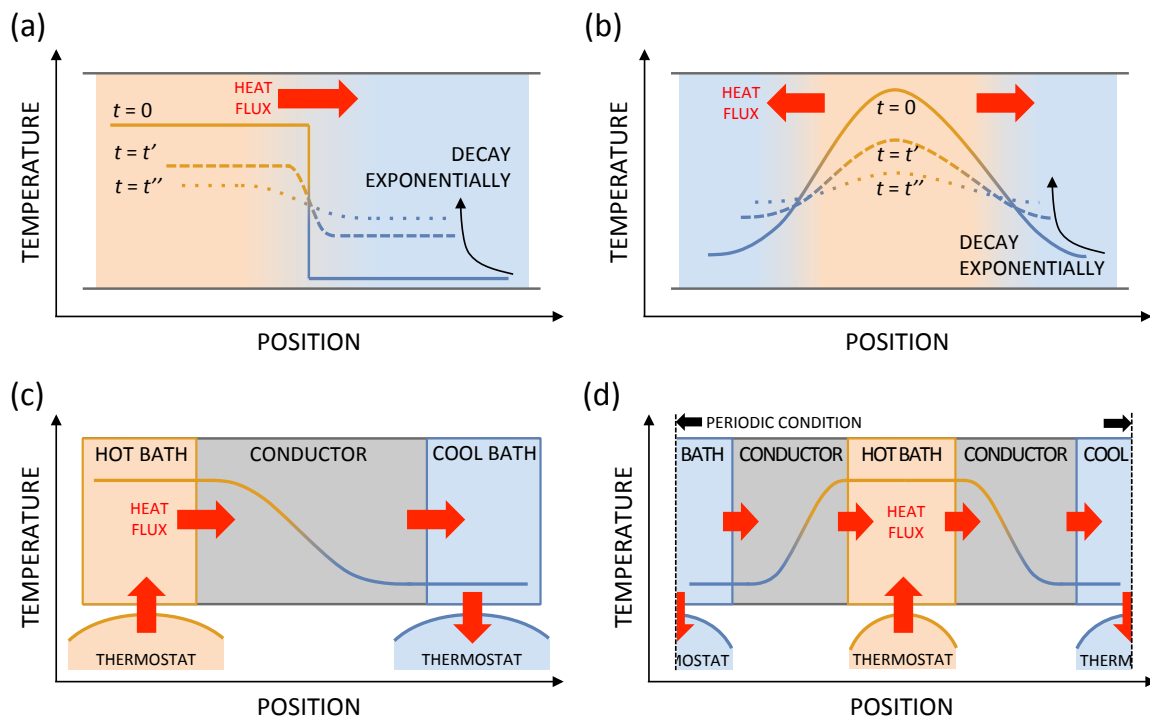 (a)
TEMPERATURE
HEAT
FLUX
t = 0
t = t′
t = t′′
DECAY
EXPONENTIALLY
POSITION
(b)
TEMPERATURE
HEAT
FLUX
t = 0
t = t′
t = t′′
DECAY
EXPONENTIALLY
POSITION
(c)
TEMPERATURE
HOT BATH
CONDUCTOR
COOL BATH
HEAT
FLUX
THERMOSTAT
THERMOSTAT
POSITION
(d)
TEMPERATURE
PERIODIC CONDITION
BATH
CONDUCTOR
HOT BATH
CONDUCTOR
COOL
HEAT
FLUX
MOSTAT
THERMOSTAT
THERM
POSITION